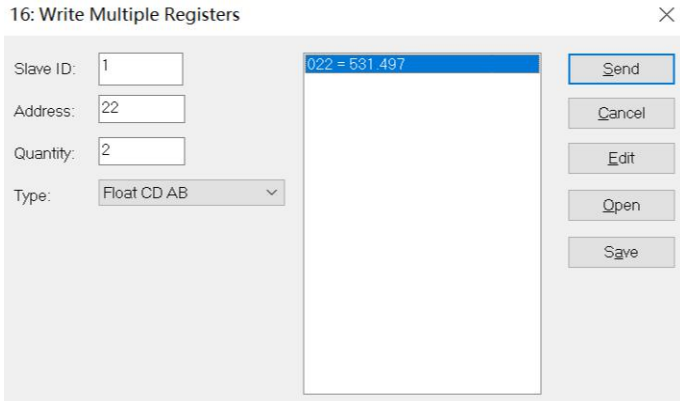 16: Write Multiple Registers
Slave ID: 1
Address: 22
Quantity: 2
Type: Float CD AB
022 = 531.497
Send
Cancel
Edit
Open
Save